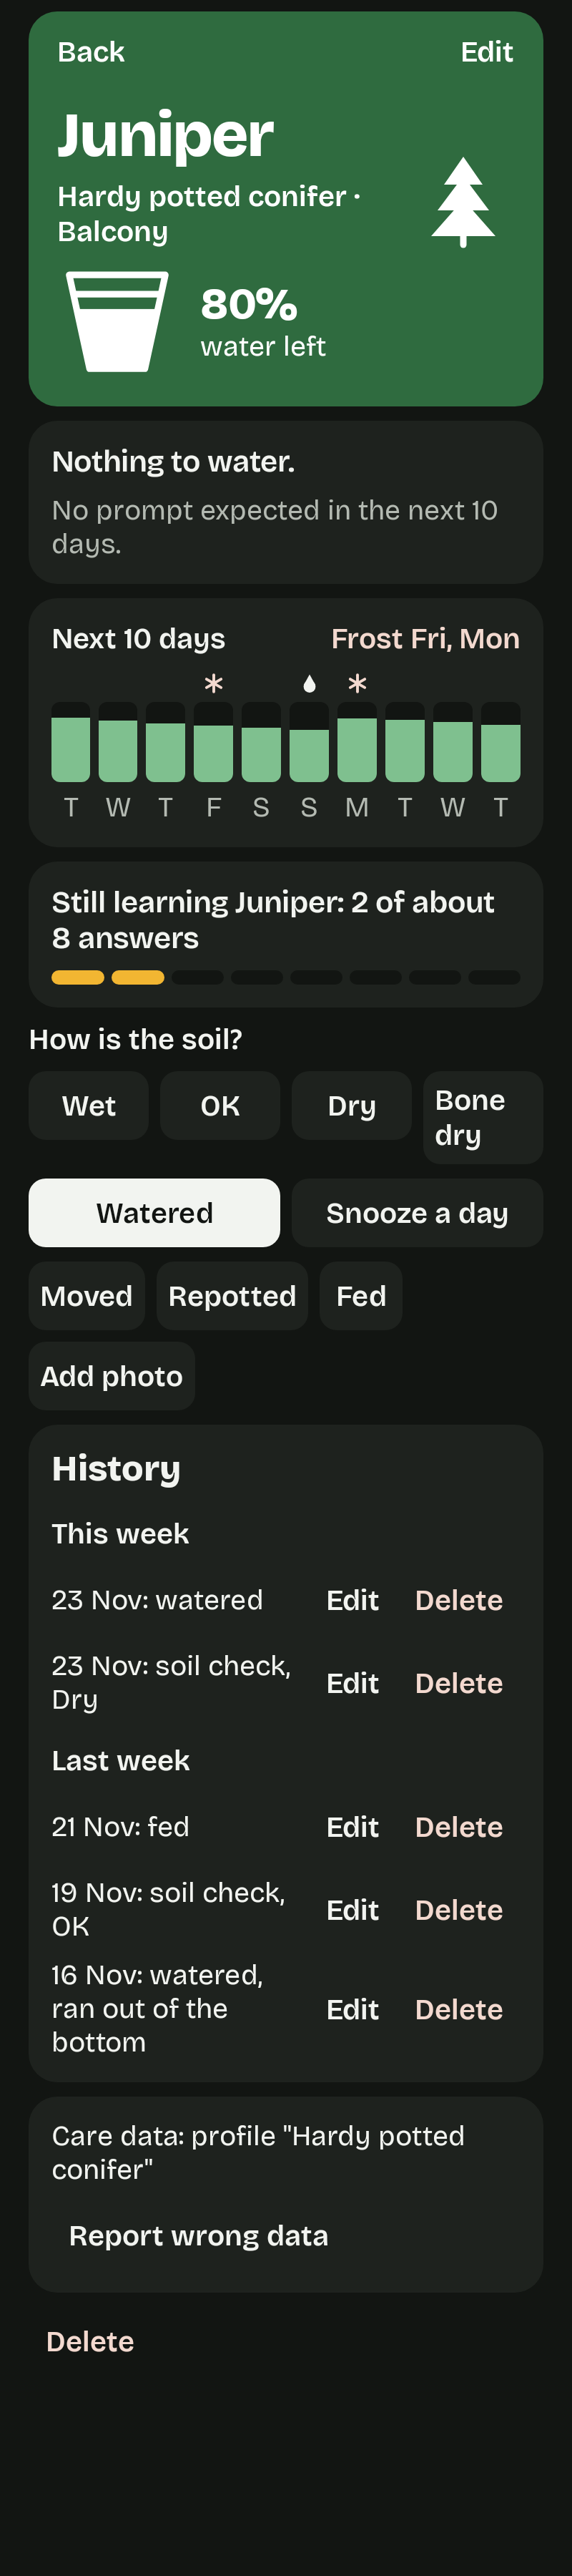 Back
Edit
Juniper
Hardy potted conifer ·
Balcony
80%
water left
Nothing to water.
No prompt expected in the next 10
days.
Next 10 days
Frost Fri, Mon
T W T F S S M T W T
Still learning Juniper: 2 of about
8 answers
How is the soil?
Wet
OK
Dry
Bone
dry
Watered
Snooze a day
Moved
Repotted
Fed
Add photo
History
This week
23 Nov: watered
Edit
Delete
23 Nov: soil check,
Dry
Edit
Delete
Last week
21 Nov: fed
Edit
Delete
19 Nov: soil check,
OK
Edit
Delete
16 Nov: watered,
ran out of the
bottom
Edit
Delete
Care data: profile "Hardy potted
conifer"
Report wrong data
Delete